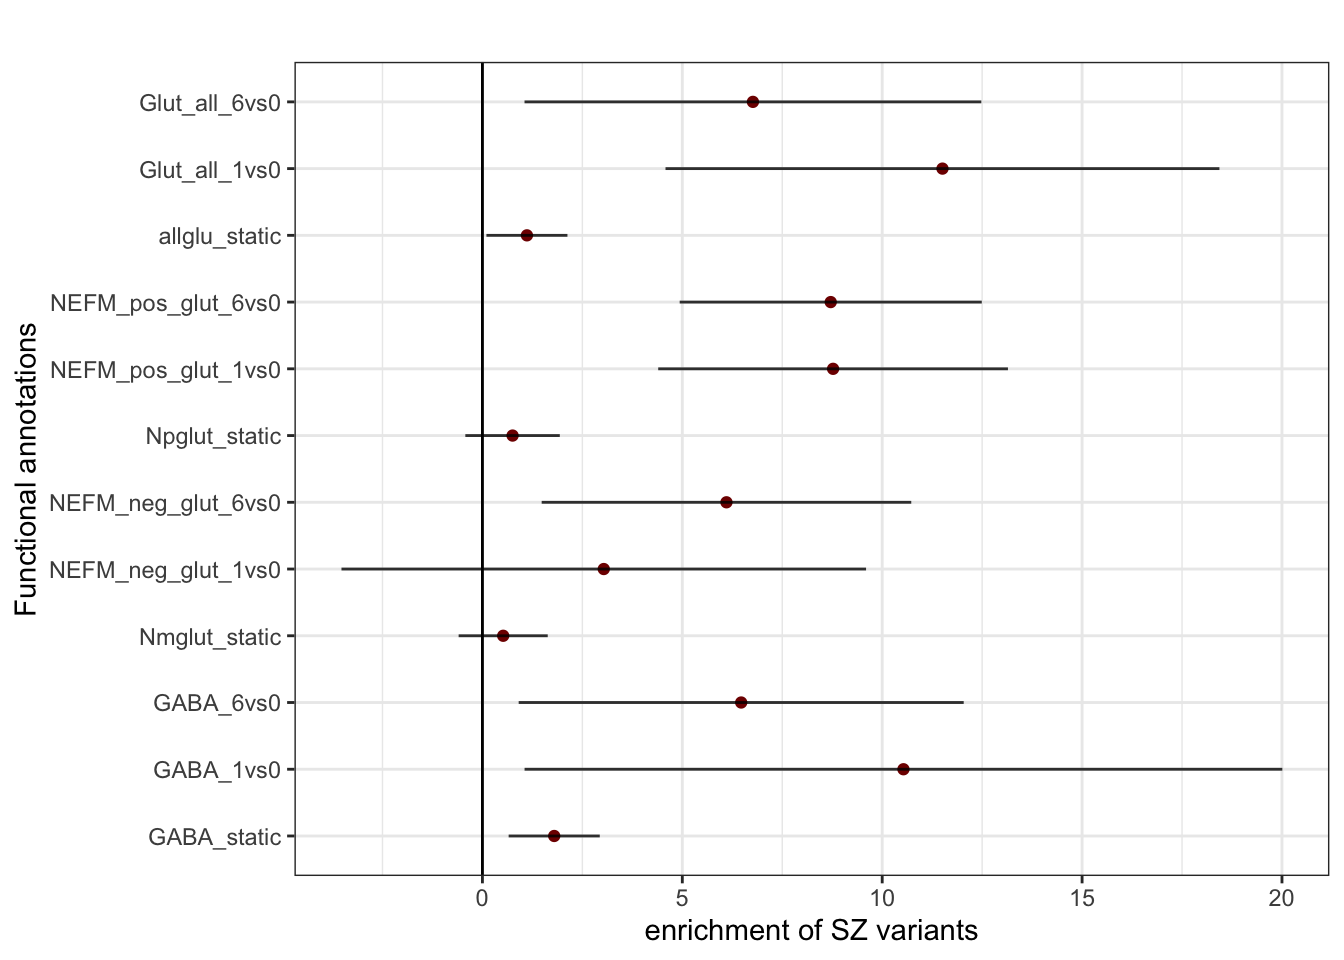 Glut_all_6vs0
Glut_all_1vs0
allglu_static
NEFM_pos_glut_6vs0
NEFM_pos_glut_1vs0
Npglut_static
NEFM_neg_glut_6vs0
NEFM_neg_glut_1vs0
Nmglut_static
GABA_6vs0
GABA_1vs0
GABA_static
Functional annotations
0 5 10 15 20
enrichment of SZ variants